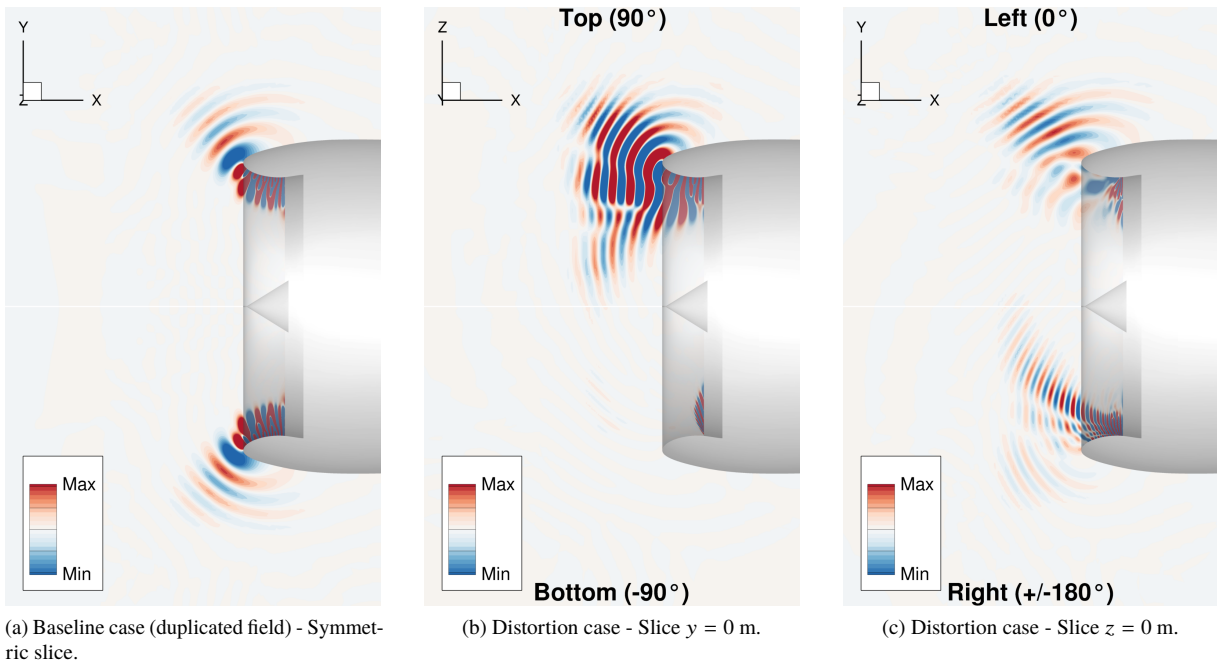 Y
Z
X
Max
Min
(a) Baseline case (duplicated field) - Symmet-
ric slice.
Top (90°)
Z
Y
X
Max
Min
Bottom (-90°)
(b) Distortion case - Slice y = 0 m.
Left (0°)
Y
Z
X
Max
Min
Right (+/-180°)
(c) Distortion case - Slice z = 0 m.